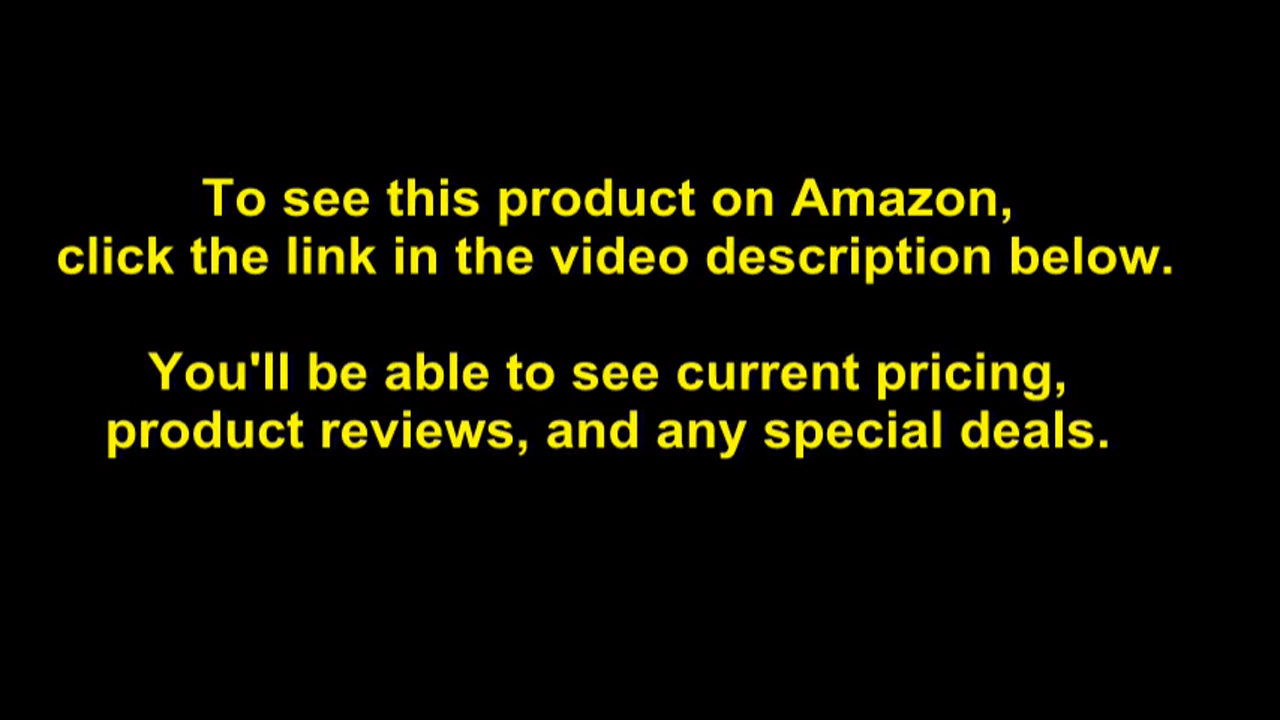 To see this product on Amazon,
click the link in the video description below.
You'll be able to see current pricing,
product reviews, and any special deals.